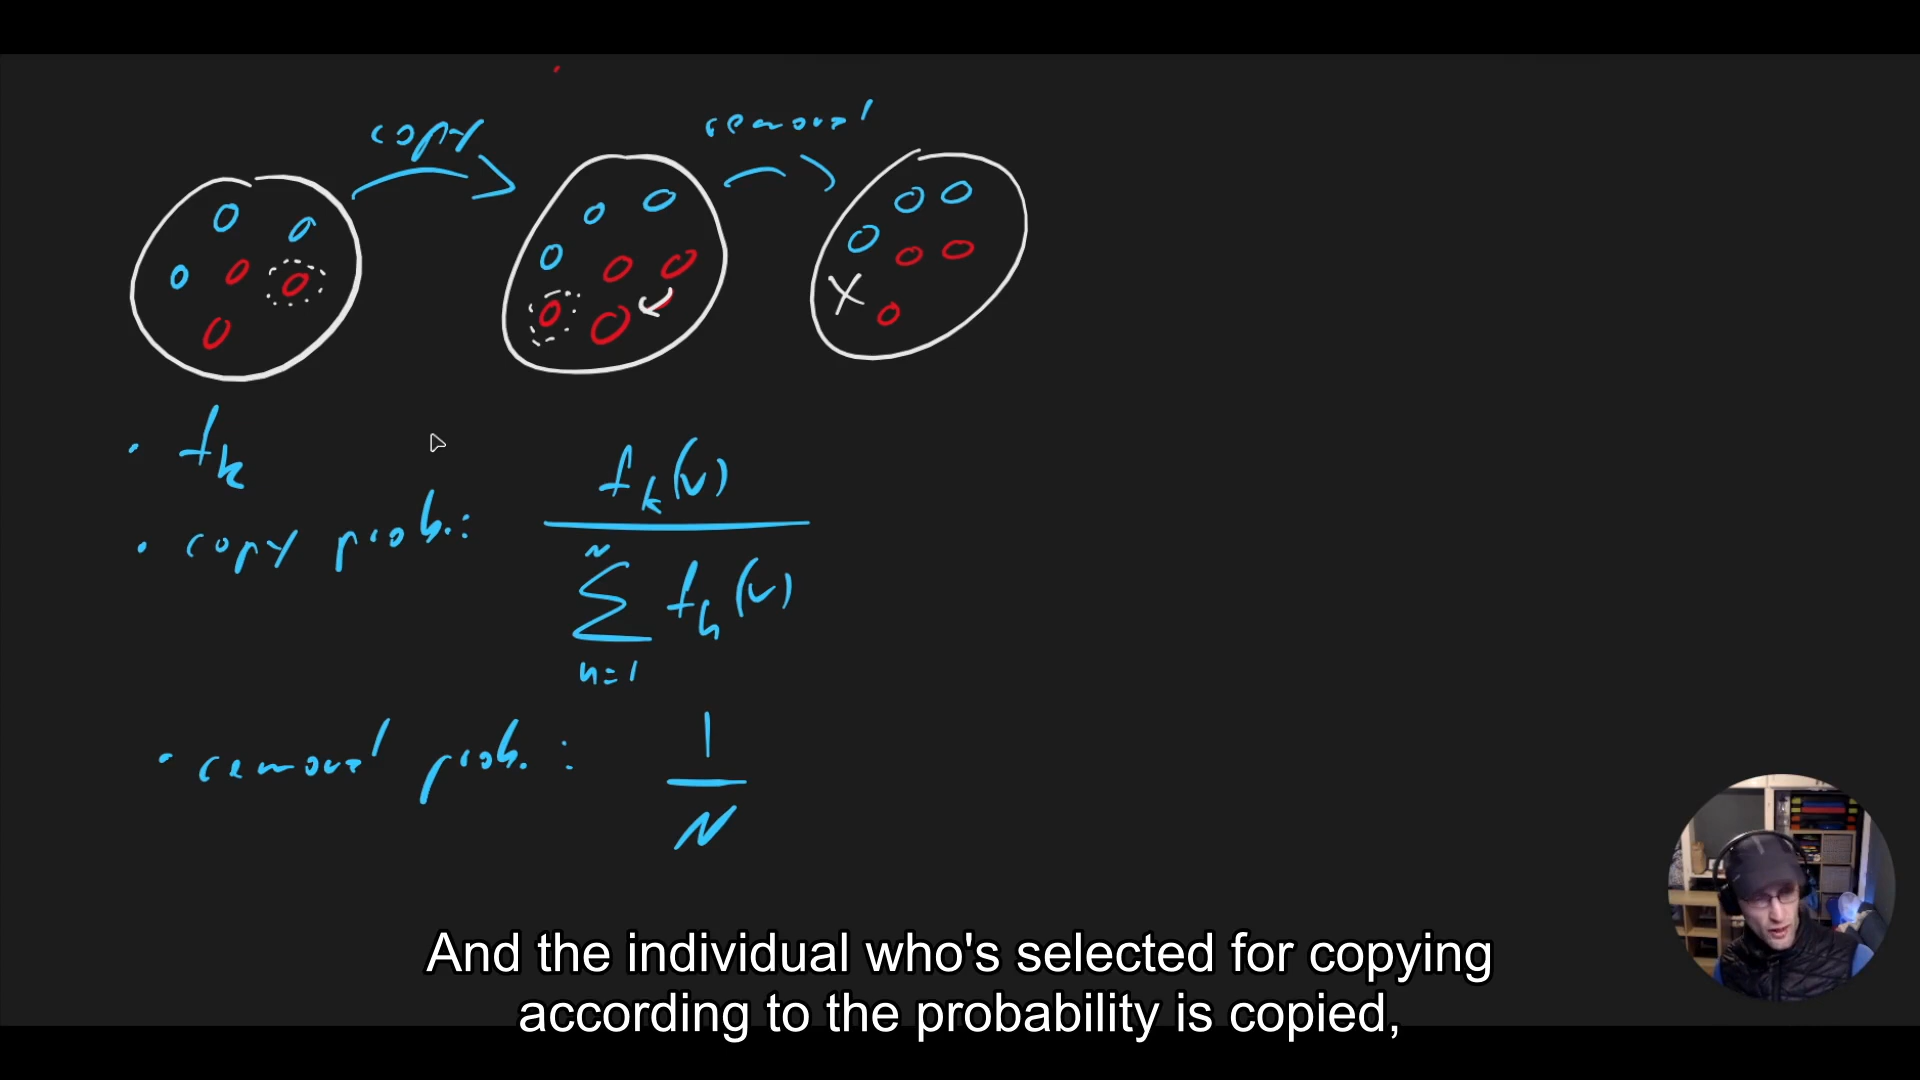 copy
removal
X
• f_k
• copy prob.:
f_k(v)
N
Σ f_h(v)
n=1
• removal prob.:
1
N
And the individual who's selected for copying
according to the probability is copied,